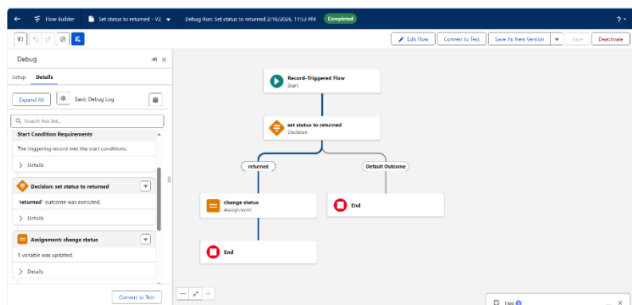 Flow Builder
Set status to returned - V2
Debug Run: Set status to returned 2/16/2026, 11:53 PM
Completed
?
Edit Flow
Convert to Test
Save As New Version
Save
Deactivate
Debug
Setup
Details
Expand All
Basic Debug Log
Search this list...
Start Condition Requirements
The triggering record met the start conditions.
> Details
Decision: set status to returned
"returned" outcome was executed.
> Details
Assignment: change status
1 variable was updated.
> Details
Convert to Test
Record-Triggered Flow
Start
set status to returned
Decision
returned
Default Outcome
change status
Assignment
End
End